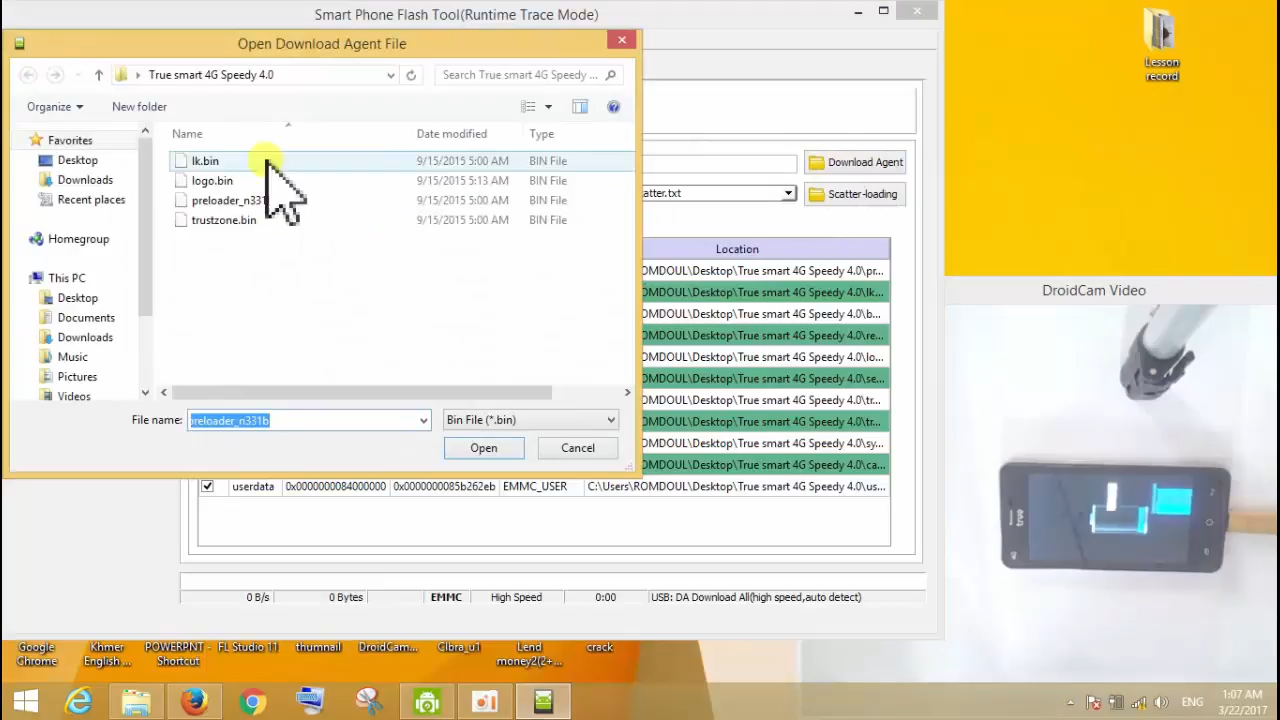 Smart Phone Flash Tool(Runtime Trace Mode)
Open Download Agent File
True smart 4G Speedy 4.0
Search True smart 4G Speedy ...
Organize
New folder
Name
Date modified
Type
Favorites
Desktop
Downloads
Recent places
Homegroup
This PC
Desktop
Documents
Downloads
Music
Pictures
Videos
lk.bin 9/15/2015 5:00 AM BIN File
logo.bin 9/15/2015 5:13 AM BIN File
preloader_n331 9/15/2015 5:00 AM BIN File
trustzone.bin 9/15/2015 5:00 AM BIN File
File name: preloader_n331b
Bin File (*.bin)
Open
Cancel
Download Agent
atter.txt
Scatter-loading
Location
OMDOUL\Desktop\True smart 4G Speedy 4.0\pr...
OMDOUL\Desktop\True smart 4G Speedy 4.0\lk...
OMDOUL\Desktop\True smart 4G Speedy 4.0\b...
OMDOUL\Desktop\True smart 4G Speedy 4.0\re...
OMDOUL\Desktop\True smart 4G Speedy 4.0\lo...
OMDOUL\Desktop\True smart 4G Speedy 4.0\se...
OMDOUL\Desktop\True smart 4G Speedy 4.0\tr...
OMDOUL\Desktop\True smart 4G Speedy 4.0\tr...
OMDOUL\Desktop\True smart 4G Speedy 4.0\sy...
OMDOUL\Desktop\True smart 4G Speedy 4.0\ca...
userdata 0x0000000084000000 0x0000000085b262eb EMMC_USER C:\Users\ROMDOUL\Desktop\True smart 4G Speedy 4.0\us...
0 B/s
0 Bytes
EMMC
High Speed
0:00
USB: DA Download All(high speed,auto detect)
Lesson
record
DroidCam Video
true
Google
Chrome
Khmer
English ...
POWERPNT -
Shortcut
FL Studio 11
thumnail
DroidCam...
Clbra_u1
Lend
money2(2+...
crack
ENG
1:07 AM
3/22/2017